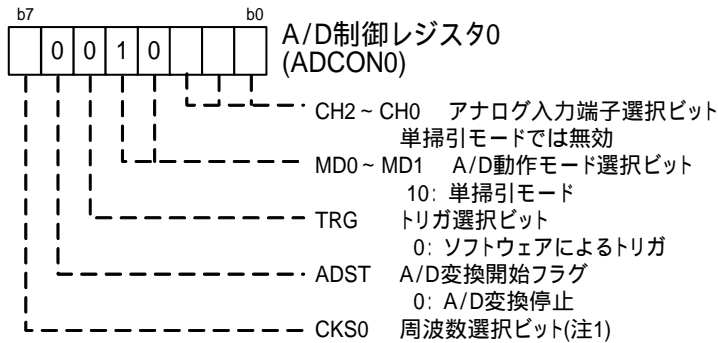 b7 b0
0 0 1 0
A/D制御レジスタ0
(ADCON0)
CH2~CH0 アナログ入力端子選択ビット
単掃引モードでは無効
MD0~MD1 A/D動作モード選択ビット
10: 単掃引モード
TRG トリガ選択ビット
0: ソフトウェアによるトリガ
ADST A/D変換開始フラグ
0: A/D変換停止
CKS0 周波数選択ビット(注1)